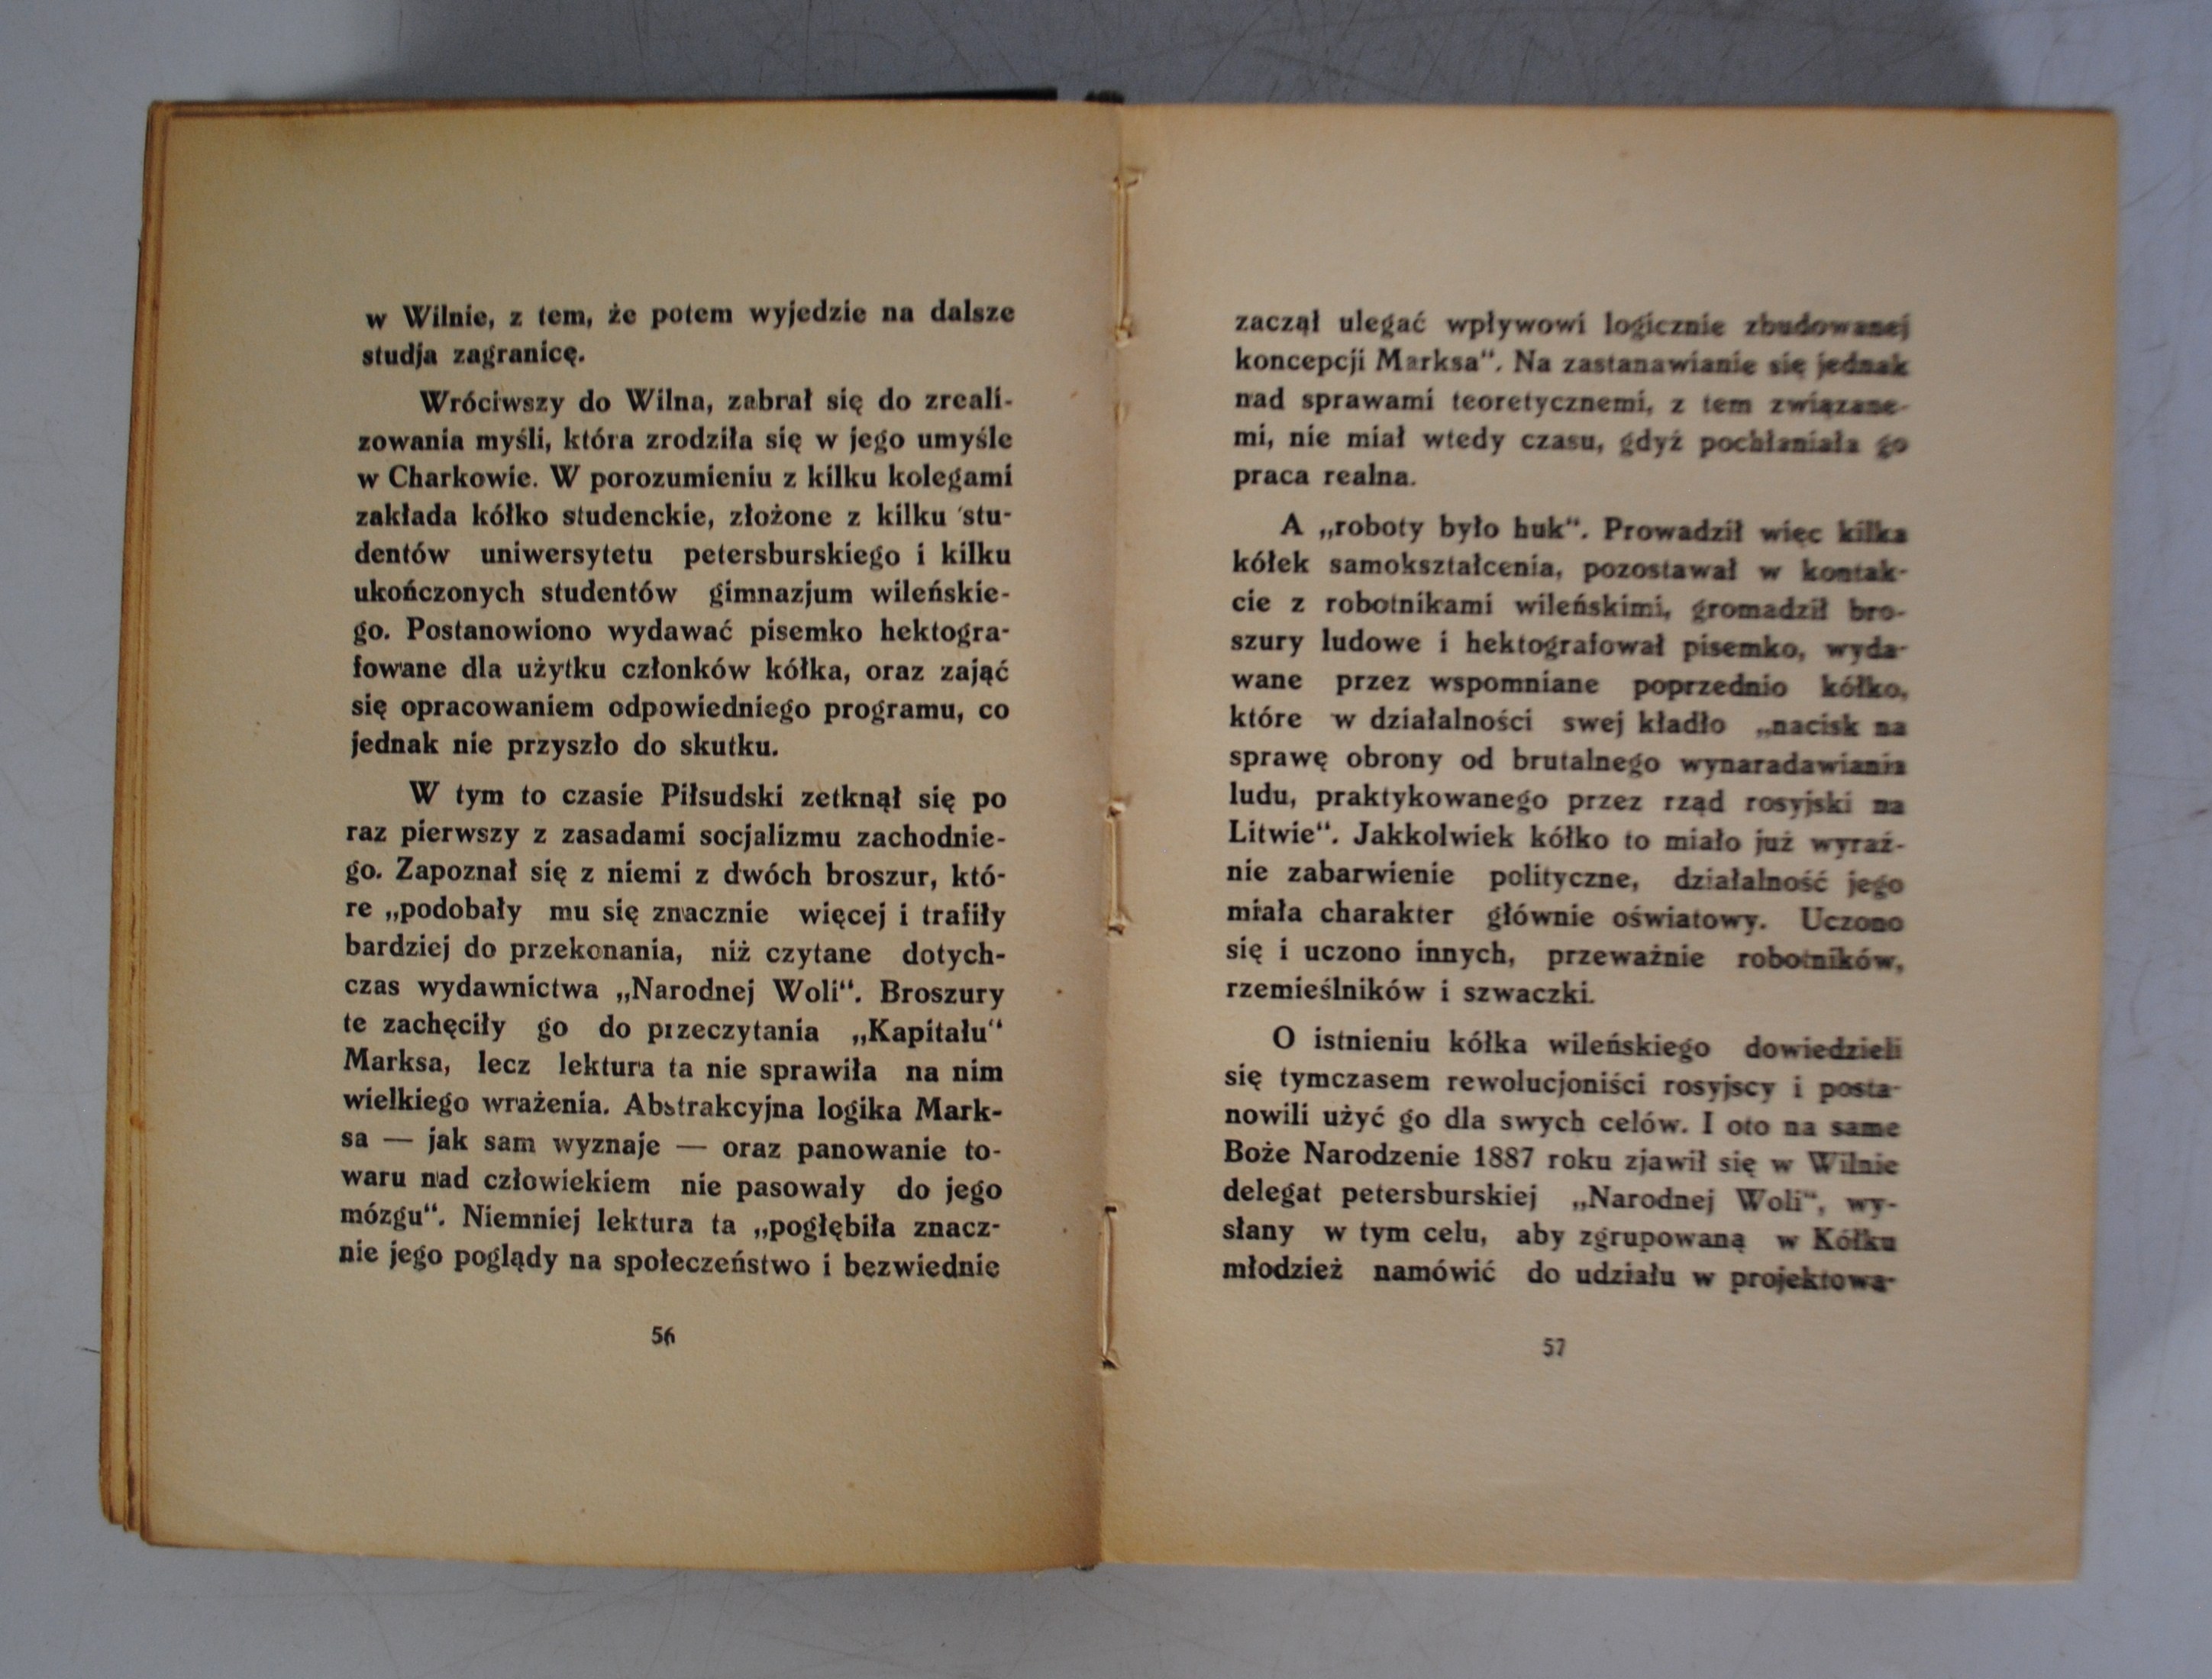 w Wilnie, z tem, że potem wyjedzie na dalsze
studja zagranicę.
Wróciwszy do Wilna, zabrał się do zreali-
zowania myśli, która zrodziła się w jego umyśle
w Charkowie. W porozumieniu z kilku kolegami
zakłada kółko studenckie, złożone z kilku stu-
dentów uniwersytetu petersburskiego i kilku
ukończonych studentów gimnazjum wileńskie-
go. Postanowiono wydawać pisemko hektogra-
fowane dla użytku członków kółka, oraz zająć
się opracowaniem odpowiedniego programu, co
jednak nie przyszło do skutku.
W tym to czasie Piłsudski zetknął się po
raz pierwszy z zasadami socjalizmu zachodnie-
go. Zapoznał się z niemi z dwóch broszur, któ-
re „podobały mu się znacznie więcej i trafiły
bardziej do przekonania, niż czytane dotych-
czas wydawnictwa „Narodnej Woli“. Broszury
te zachęciły go do przeczytania „Kapitału“
Marksa, lecz lektura ta nie sprawiła na nim
wielkiego wrażenia. Abstrakcyjna logika Mark-
sa — jak sam wyznaje — oraz panowanie to-
waru nad człowiekiem nie pasowały do jego
mózgu“. Niemniej lektura ta „pogłębiła znacz-
nie jego poglądy na społeczeństwo i bezwiednie
56
zaczął ulegać wpływowi logicznie zbudowanej
koncepcji Marksa“. Na zastanawianie się jednak
nad sprawami teoretycznemi, z tem związane-
mi, nie miał wtedy czasu, gdyż pochłaniała go
praca realna.
A „roboty było huk“. Prowadził więc kilka
kółek samokształcenia, pozostawał w kontak-
cie z robotnikami wileńskimi, gromadził bro-
szury ludowe i hektografował pisemko, wyda-
wane przez wspomniane poprzednio kółko,
które w działalności swej kładło „nacisk na
sprawę obrony od brutalnego wynaradawiania
ludu, praktykowanego przez rząd rosyjski na
Litwie“. Jakkolwiek kółko to miało już wyraź-
nie zabarwienie polityczne, działalność jego
miała charakter głównie oświatowy. Uczono
się i uczono innych, przeważnie robotników,
rzemieślników i szwaczki.
O istnieniu kółka wileńskiego dowiedzieli
się tymczasem rewolucjoniści rosyjscy i posta-
nowili użyć go dla swych celów. I oto na same
Boże Narodzenie 1887 roku zjawił się w Wilnie
delegat petersburskiej „Narodnej Woli“, wy-
słany w tym celu, aby zgrupowaną w Kółku
młodzież namówić do udziału w projektowa-
57